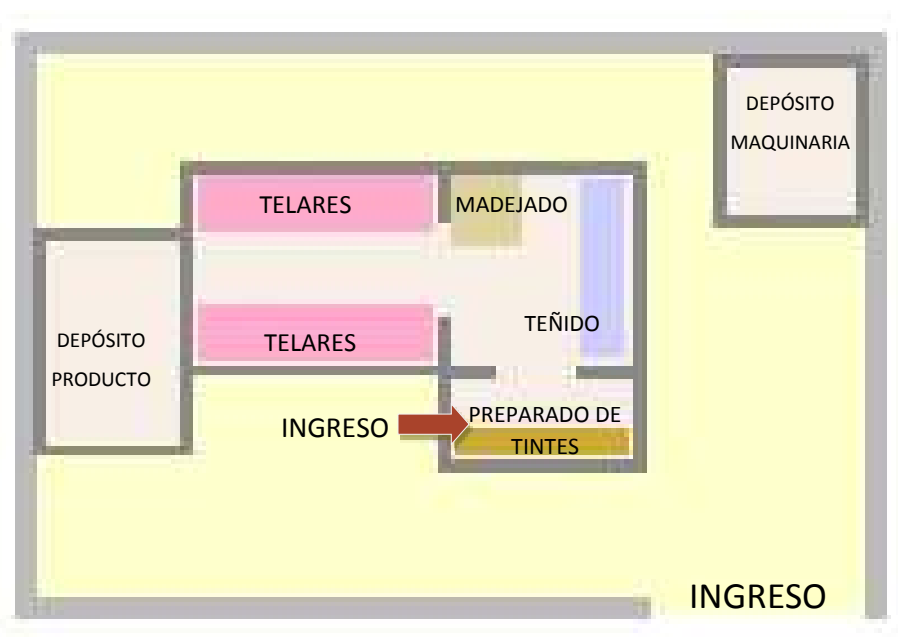 DEPÓSITO
MAQUINARIA
TELARES
MADEJADO
TEÑIDO
DEPÓSITO
PRODUCTO
TELARES
INGRESO
PREPARADO DE
TINTES
INGRESO